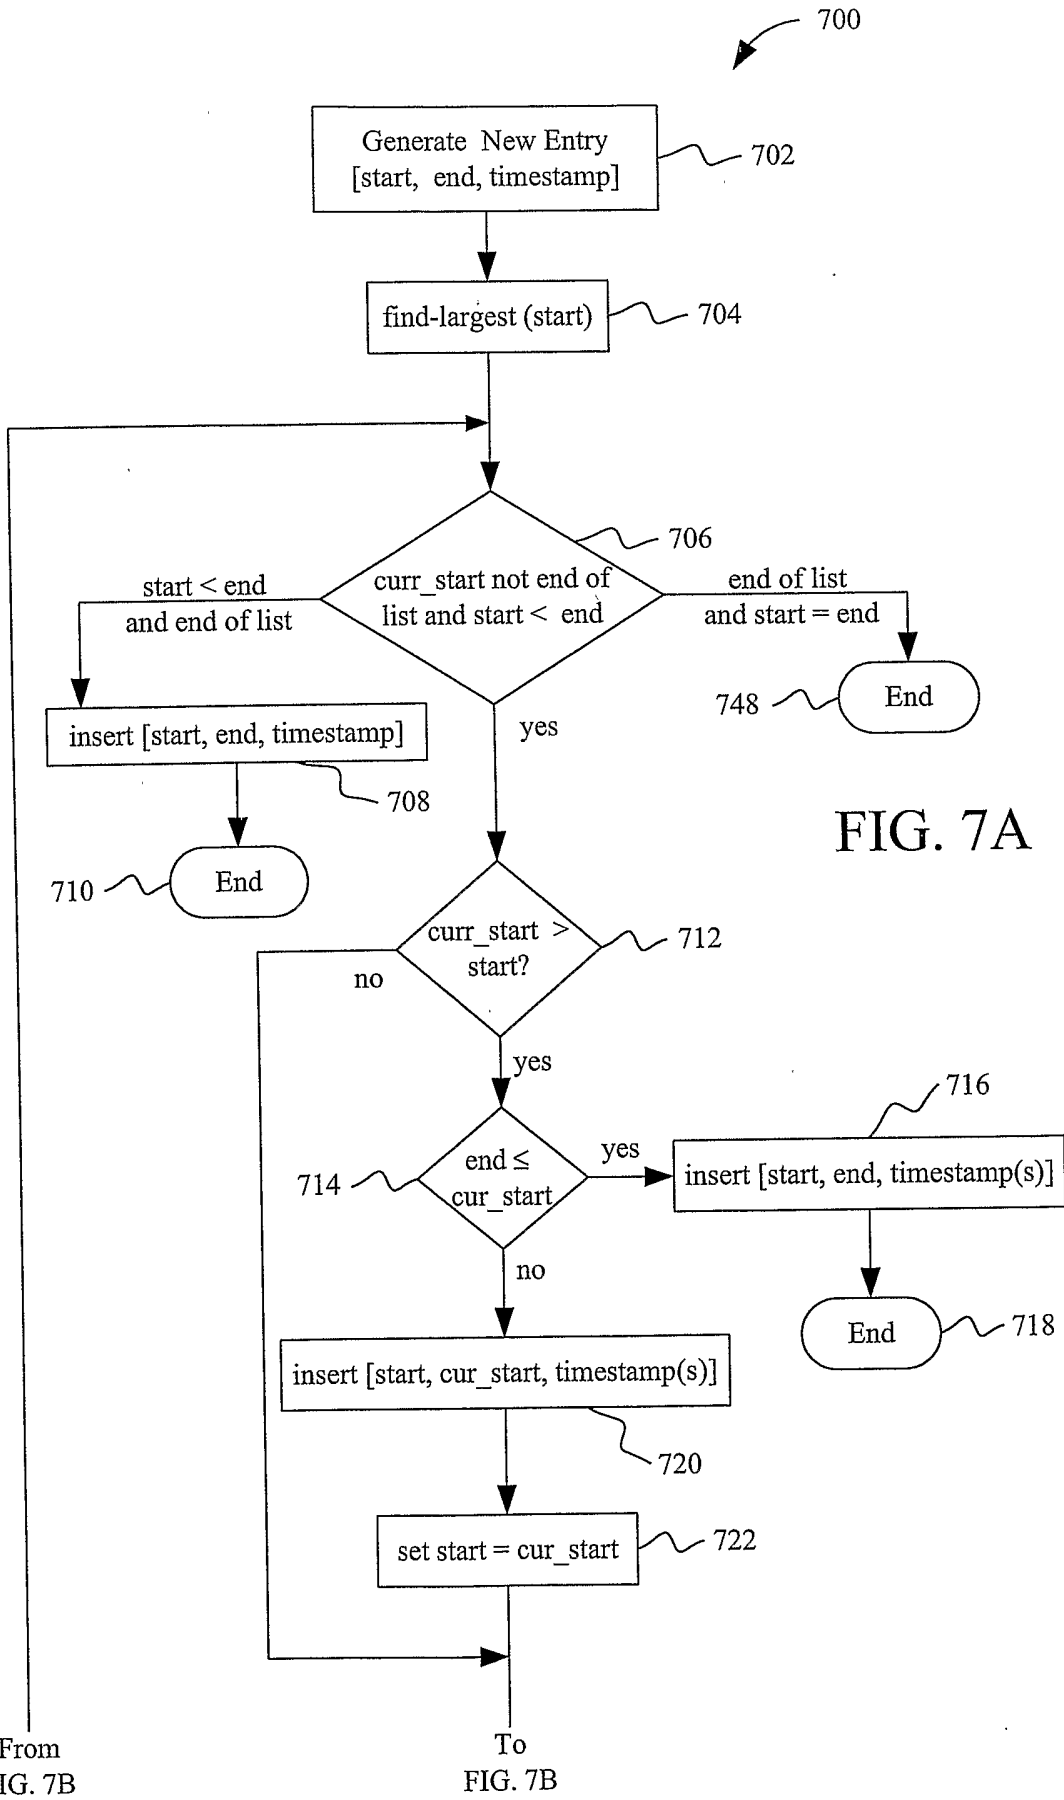 700
Generate New Entry
[start, end, timestamp]
702
find-largest (start)
704
706
curr_start not end of
list and start < end
start < end
and end of list
end of list
and start = end
748
End
insert [start, end, timestamp]
708
yes
FIG. 7A
710
End
curr_start >
start?
712
no
yes
716
714
end ≤
cur_start
yes
insert [start, end, timestamp(s)]
no
End
718
insert [start, cur_start, timestamp(s)]
720
set start = cur_start
722
From
IG. 7B
To
FIG. 7B